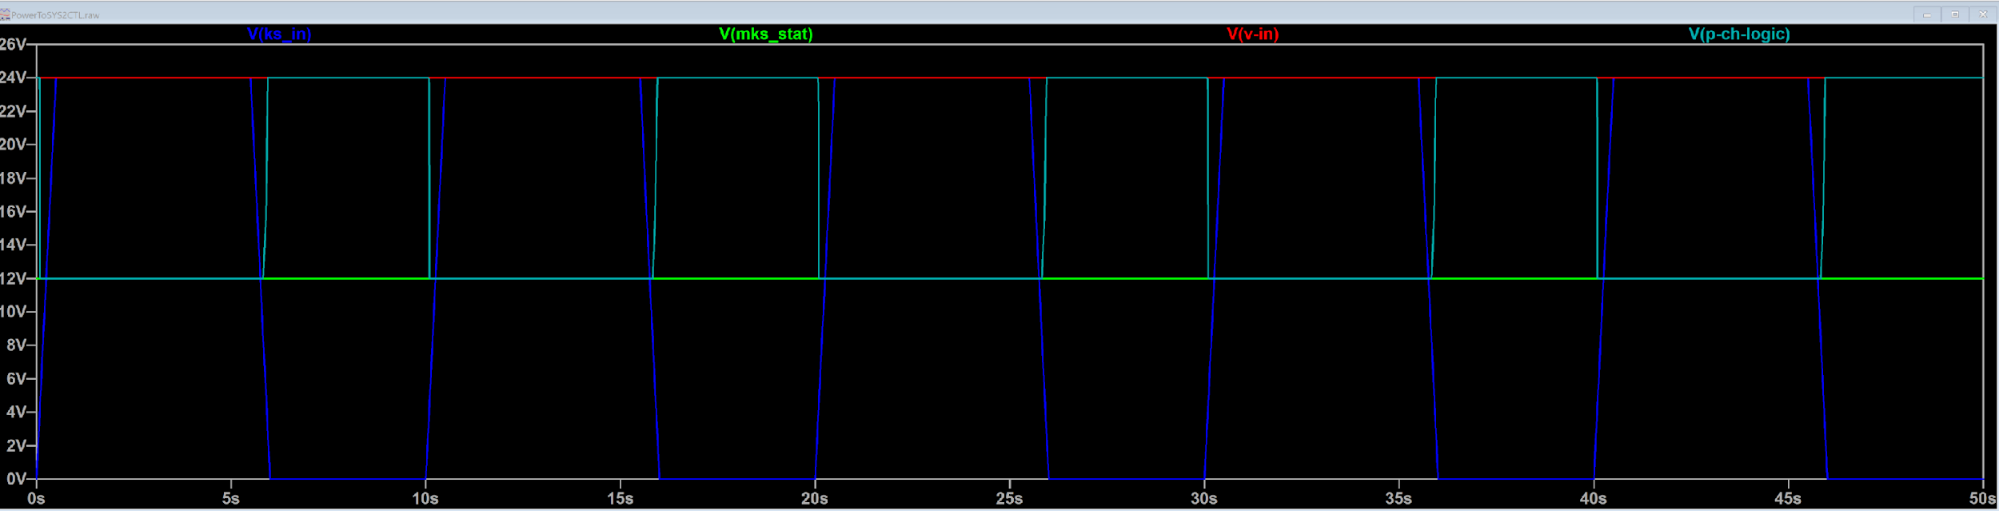 PowerToSYS2CTL.raw
V(ks_in) V(mks_stat) V(v-in) V(p-ch-logic)
26V
24V
22V
20V
18V
16V
14V
12V
10V
8V
6V
4V
2V
0V
0s 5s 10s 15s 20s 25s 30s 35s 40s 45s 50s